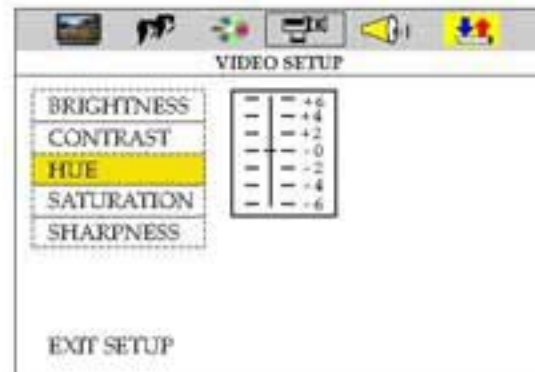 VIDEO SETUP
BRIGHTNESS
CONTRAST
HUE
SATURATION
SHARPNESS
+6
+4
+2
0
-2
-4
-6
EXIT SETUP